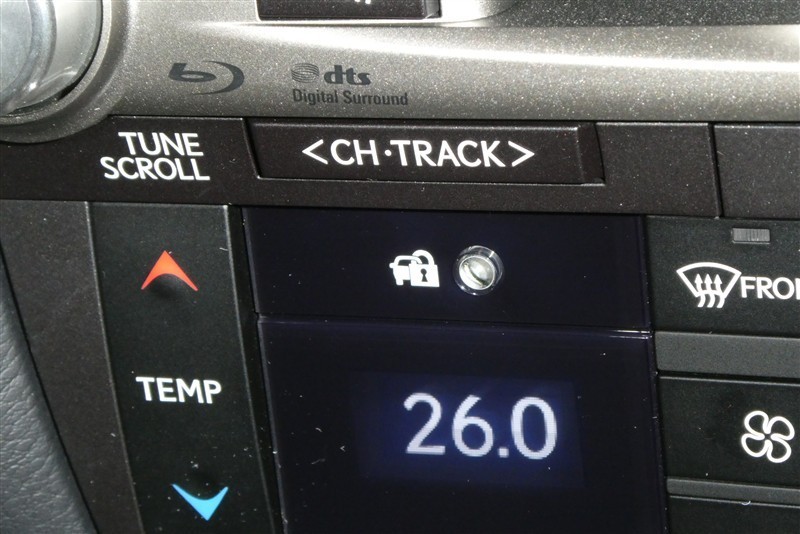 dts
Digital Surround
TUNE
SCROLL
<CH·TRACK>
TEMP
26.0